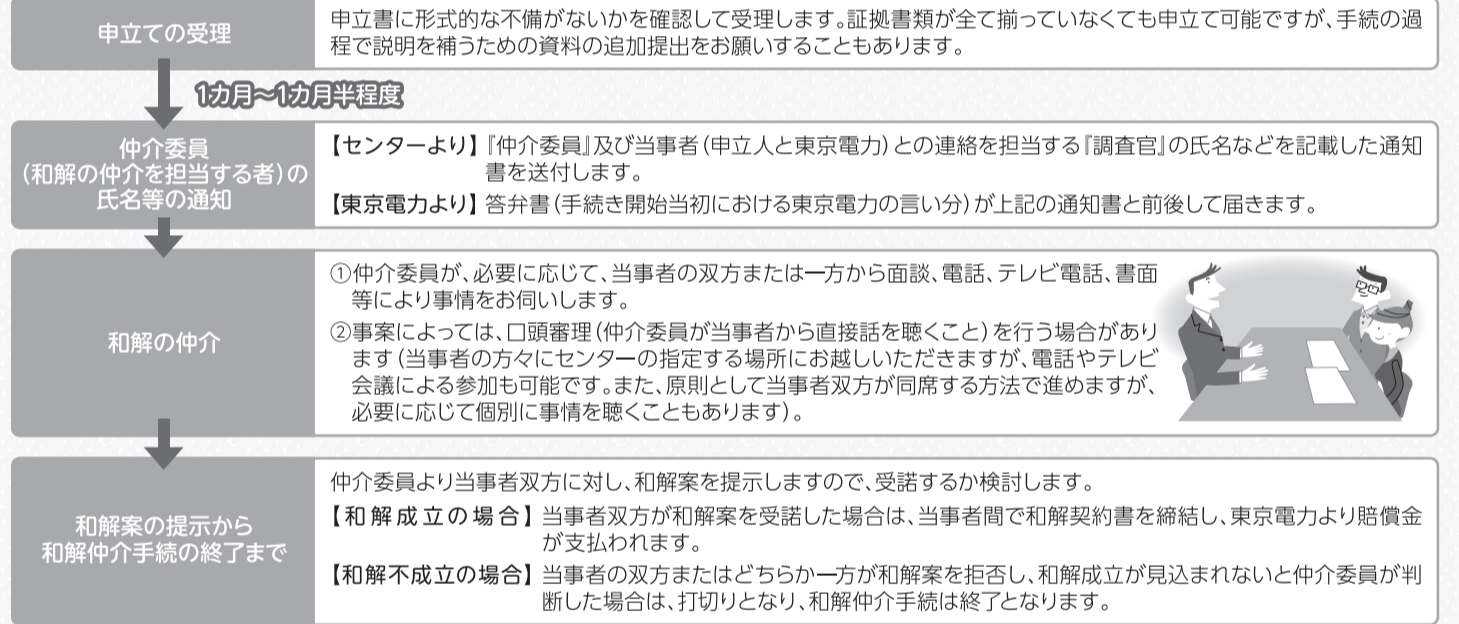 申立ての受理
申立書に形式的な不備がないかを確認して受理します。証拠書類が全て揃っていなくても申立て可能ですが、手続の過
程で説明を補うための資料の追加提出をお願いすることもあります。
1カ月〜1カ月半程度
仲介委員
(和解の仲介を担当する者)の
氏名等の通知
【センターより】『仲介委員』及び当事者(申立人と東京電力)との連絡を担当する『調査官』の氏名などを記載した通知
書を送付します。
【東京電力より】答弁書(手続き開始当初における東京電力の言い分)が上記の通知書と前後して届きます。
和解の仲介
①仲介委員が、必要に応じて、当事者の双方または一方から面談、電話、テレビ電話、書面
等により事情をお伺いします。
②事案によっては、口頭審理(仲介委員が当事者から直接話を聴くこと)を行う場合があり
ます(当事者の方々にセンターの指定する場所にお越しいただきますが、電話やテレビ
会議による参加も可能です。また、原則として当事者双方が同席する方法で進めますが、
必要に応じて個別に事情を聴くこともあります)。
和解案の提示から
和解仲介手続の終了まで
仲介委員より当事者双方に対し、和解案を提示しますので、受諾するか検討します。
【和解成立の場合】当事者双方が和解案を受諾した場合は、当事者間で和解契約書を締結し、東京電力より賠償金
が支払われます。
【和解不成立の場合】当事者の双方またはどちらか一方が和解案を拒否し、和解成立が見込まれないと仲介委員が判
断した場合は、打切りとなり、和解仲介手続は終了となります。